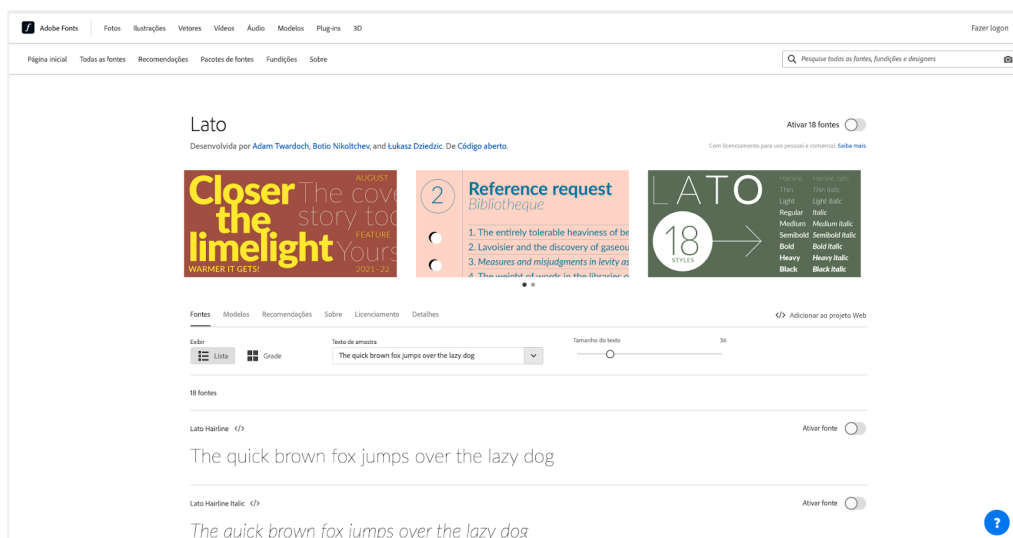 Adobe Fonts Fotos Ilustrações Vetores Vídeos Áudio Modelos Plug-ins 3D Fazer logon
Página inicial Todas as fontes Recomendações Pacotes de fontes Fundições Sobre Pesquise todas as fontes, fundições e designers
Lato
Ativar 18 fontes
Desenvolvida por Adam Twardoch, Botio Nikoltchev, and Łukasz Dziedzic. De Código aberto.
Com licenciamento para uso pessoal e comercial. Saiba mais.
AUGUST
Closer The cove
the story too
FEATURE
limelight Yours
WARMER IT GETS! 2021–22
2
Reference request
Bibliotheque
1. The entirely tolerable heaviness of be
2. Lavoisier and the discovery of gaseou
3. Measures and misjudgments in levity as
4. The weight of words in the libraries o
LATO
18
STYLES
Hairline Hairline italic
Thin Thin italic
Light Light italic
Regular Italic
Medium Medium italic
Semibold Semibold italic
Bold Bold italic
Heavy Heavy italic
Black Black italic
Fontes Modelos Recomendações Sobre Licenciamento Detalhes </> Adicionar ao projeto Web
Exibir Texto de amostra Tamanho do texto 36
Lista Grade The quick brown fox jumps over the lazy dog
18 fontes
Lato Hairline </> Ativar fonte
The quick brown fox jumps over the lazy dog
Lato Hairline Italic </> Ativar fonte
The quick brown fox jumps over the lazy dog
?